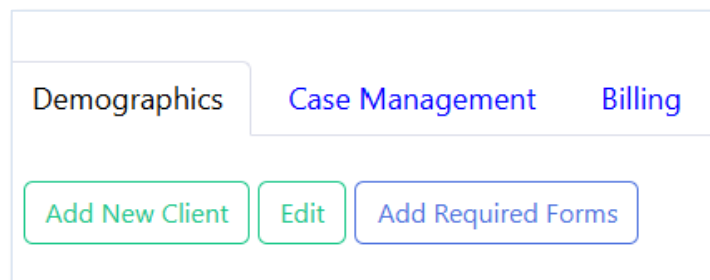 Demographics Case Management Billing
Add New Client Edit Add Required Forms